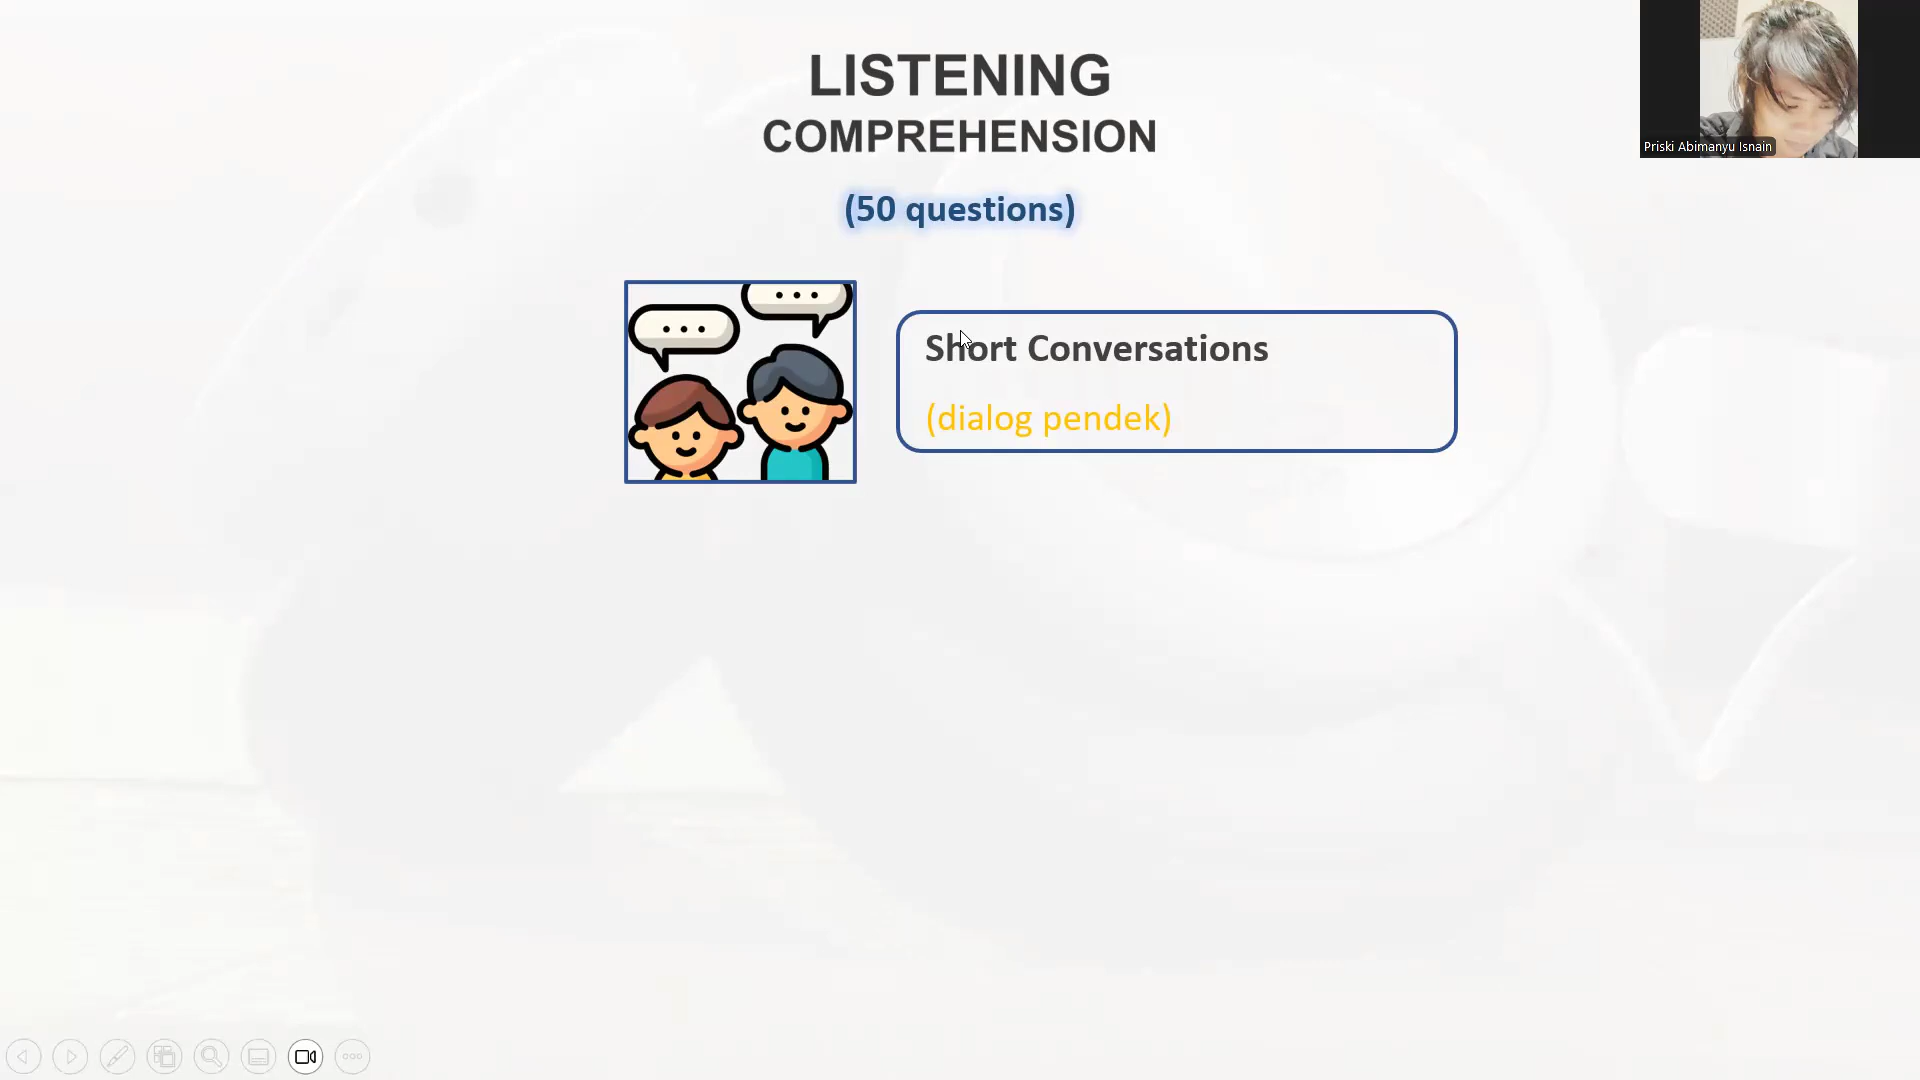 LISTENING
COMPREHENSION
(50 questions)
Short Conversations
(dialog pendek)
Priski Abimanyu Isnain